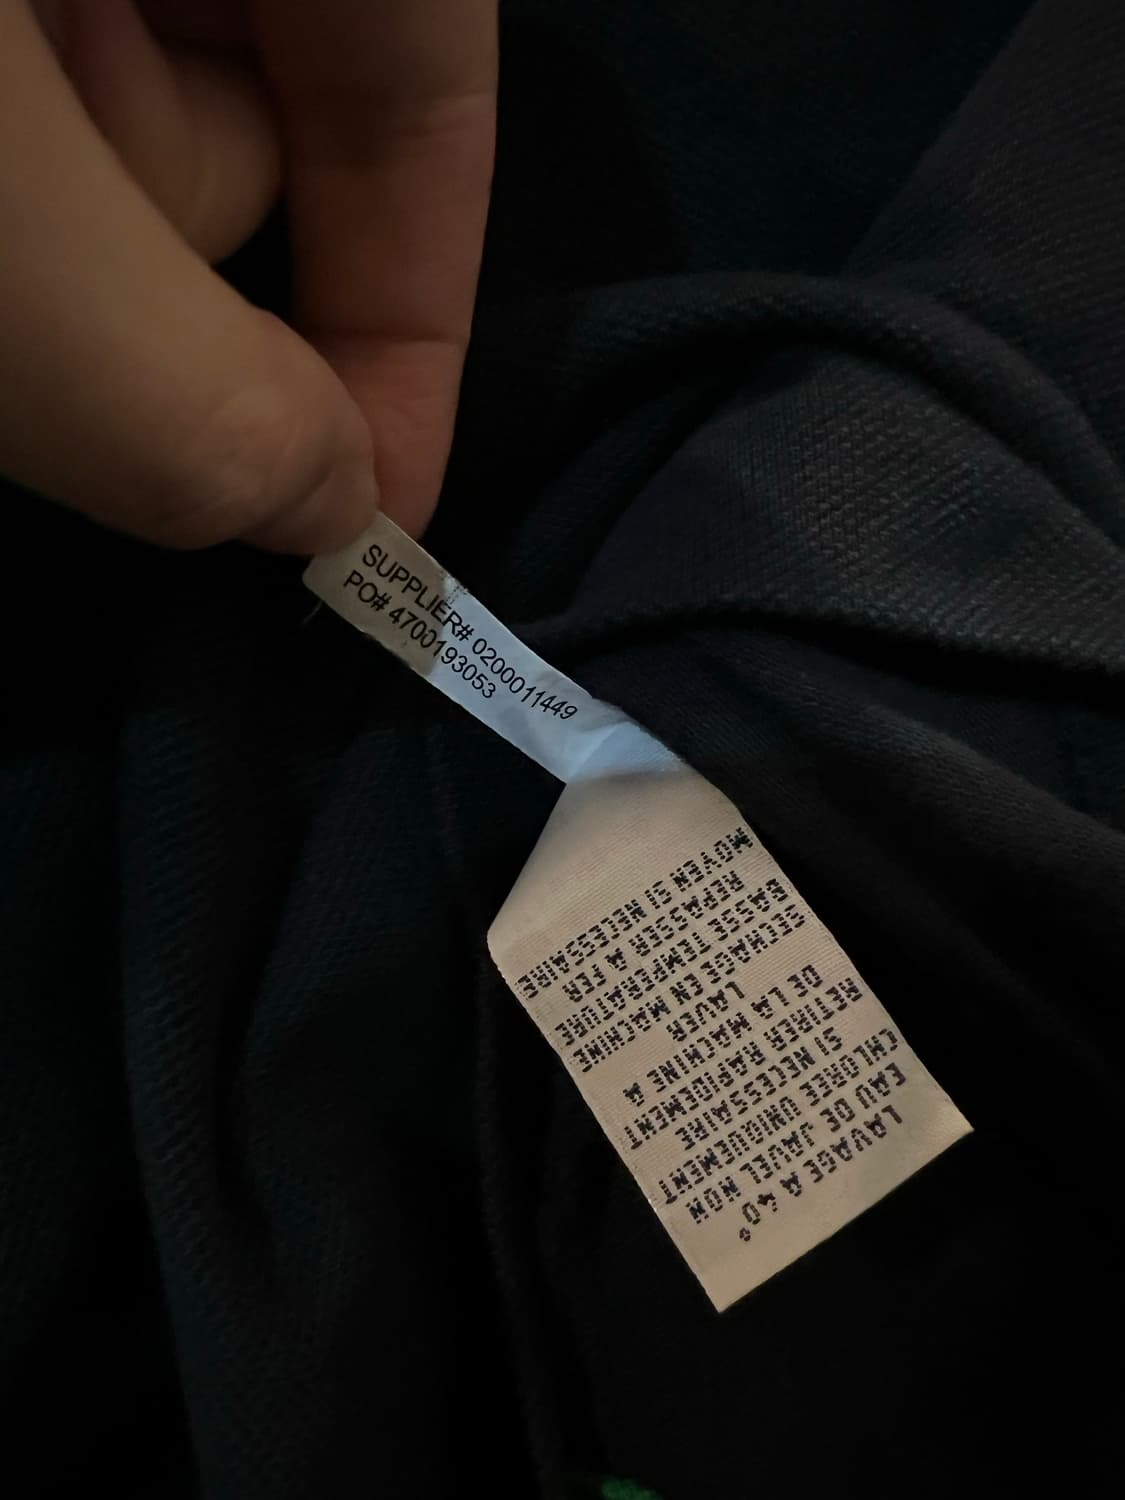 SUPPLIER# 0200011449
PO# 4700193053
LAVAGE A 40°
EAU DE JAVEL NON
CHLOREE UNIQUEMENT
SI NECESSAIRE
RETIRER RAPIDEMENT
DE LA MACHINE A
LAVER
SECHAGE EN MACHINE
BASSE TEMPERATURE
REPASSER A FER
MOYEN SI NECESSAIRE